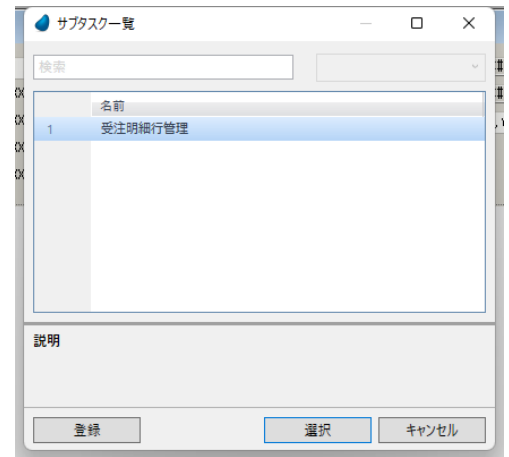 サブタスク一覧
検索
名前
1 受注明細行管理
説明
登録 選択 キャンセル